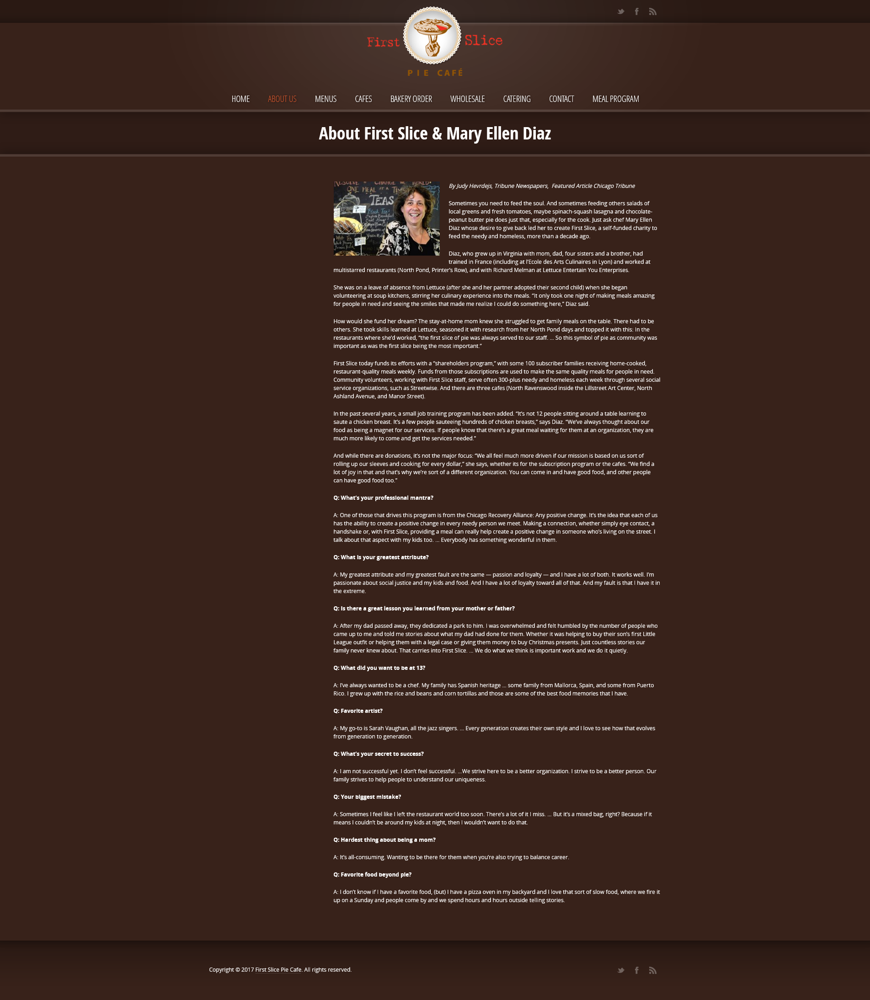 First Slice
PIE CAFÉ
HOME ABOUT US MENUS CAFES BAKERY ORDER WHOLESALE CATERING CONTACT MEAL PROGRAM
About First Slice & Mary Ellen Diaz
RESOLVE TO CHANGE THE WORLD
ONE MEAL AT A TIME
TEAS
Black Tea:
English Breakfast
Earl Grey
By Judy Hevrdejs, Tribune Newspapers,  Featured Article Chicago Tribune
Sometimes you need to feed the soul. And sometimes feeding others salads of
local greens and fresh tomatoes, maybe spinach-squash lasagna and chocolate-
peanut butter pie does just that, especially for the cook. Just ask chef Mary Ellen
Diaz whose desire to give back led her to create First Slice, a self-funded charity to
feed the needy and homeless, more than a decade ago.
Diaz, who grew up in Virginia with mom, dad, four sisters and a brother, had
trained in France (including at l’Ecole des Arts Culinaires in Lyon) and worked at
multistarred restaurants (North Pond, Printer’s Row), and with Richard Melman at Lettuce Entertain You Enterprises.
She was on a leave of absence from Lettuce (after she and her partner adopted their second child) when she began
volunteering at soup kitchens, stirring her culinary experience into the meals. “It only took one night of making meals amazing
for people in need and seeing the smiles that made me realize I could do something here,” Diaz said.
How would she fund her dream? The stay-at-home mom knew she struggled to get family meals on the table. There had to be
others. She took skills learned at Lettuce, seasoned it with research from her North Pond days and topped it with this: In the
restaurants where she’d worked, “the first slice of pie was always served to our staff. … So this symbol of pie as community was
important as was the first slice being the most important.”
First Slice today funds its efforts with a “shareholders program,” with some 100 subscriber families receiving home-cooked,
restaurant-quality meals weekly. Funds from those subscriptions are used to make the same quality meals for people in need.
Community volunteers, working with First Slice staff, serve often 300-plus needy and homeless each week through several social
service organizations, such as Streetwise. And there are three cafes (North Ravenswood inside the Lillstreet Art Center, North
Ashland Avenue, and Manor Street).
In the past several years, a small job training program has been added. “It’s not 12 people sitting around a table learning to
saute a chicken breast. It’s a few people sauteeing hundreds of chicken breasts,” says Diaz. “We’ve always thought about our
food as being a magnet for our services. If people know that there’s a great meal waiting for them at an organization, they are
much more likely to come and get the services needed.”
And while there are donations, it’s not the major focus: “We all feel much more driven if our mission is based on us sort of
rolling up our sleeves and cooking for every dollar,” she says, whether its for the subscription program or the cafes. “We find a
lot of joy in that and that’s why we’re sort of a different organization. You can come in and have good food, and other people
can have good food too.”
Q: What’s your professional mantra?
A: One of those that drives this program is from the Chicago Recovery Alliance: Any positive change. It’s the idea that each of us
has the ability to create a positive change in every needy person we meet. Making a connection, whether simply eye contact, a
handshake or, with First Slice, providing a meal can really help create a positive change in someone who’s living on the street. I
talk about that aspect with my kids too. … Everybody has something wonderful in them.
Q: What is your greatest attribute?
A: My greatest attribute and my greatest fault are the same — passion and loyalty — and I have a lot of both. It works well. I’m
passionate about social justice and my kids and food. And I have a lot of loyalty toward all of that. And my fault is that I have it in
the extreme.
Q: Is there a great lesson you learned from your mother or father?
A: After my dad passed away, they dedicated a park to him. I was overwhelmed and felt humbled by the number of people who
came up to me and told me stories about what my dad had done for them. Whether it was helping to buy their son’s first Little
League outfit or helping them with a legal case or giving them money to buy Christmas presents. Just countless stories our
family never knew about. That carries into First Slice. … We do what we think is important work and we do it quietly.
Q: What did you want to be at 13?
A: I’ve always wanted to be a chef. My family has Spanish heritage … some family from Mallorca, Spain, and some from Puerto
Rico. I grew up with the rice and beans and corn tortillas and those are some of the best food memories that I have.
Q: Favorite artist?
A: My go-to is Sarah Vaughan, all the jazz singers. … Every generation creates their own style and I love to see how that evolves
from generation to generation.
Q: What’s your secret to success?
A: I am not successful yet. I don’t feel successful. …We strive here to be a better organization. I strive to be a better person. Our
family strives to help people to understand our uniqueness.
Q: Your biggest mistake?
A: Sometimes I feel like I left the restaurant world too soon. There’s a lot of it I miss. … But it’s a mixed bag, right? Because if it
means I couldn’t be around my kids at night, then I wouldn’t want to do that.
Q: Hardest thing about being a mom?
A: It’s all-consuming. Wanting to be there for them when you’re also trying to balance career.
Q: Favorite food beyond pie?
A: I don’t know if I have a favorite food, (but) I have a pizza oven in my backyard and I love that sort of slow food, where we fire it
up on a Sunday and people come by and we spend hours and hours outside telling stories.
Copyright © 2017 First Slice Pie Cafe. All rights reserved.